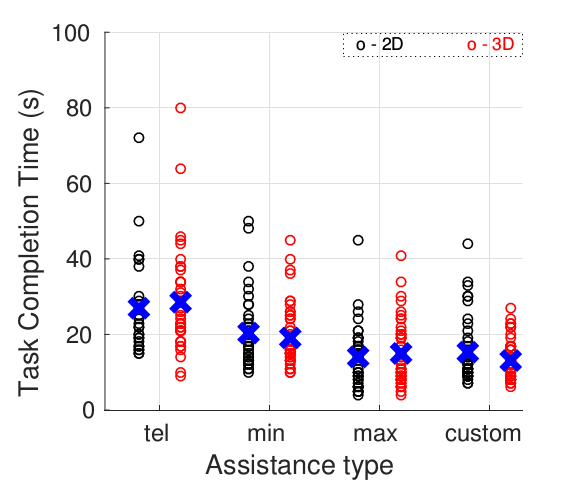 100
o - 2D o - 3D
80
60
40
20
0
Task Completion Time (s)
tel min max custom
Assistance type